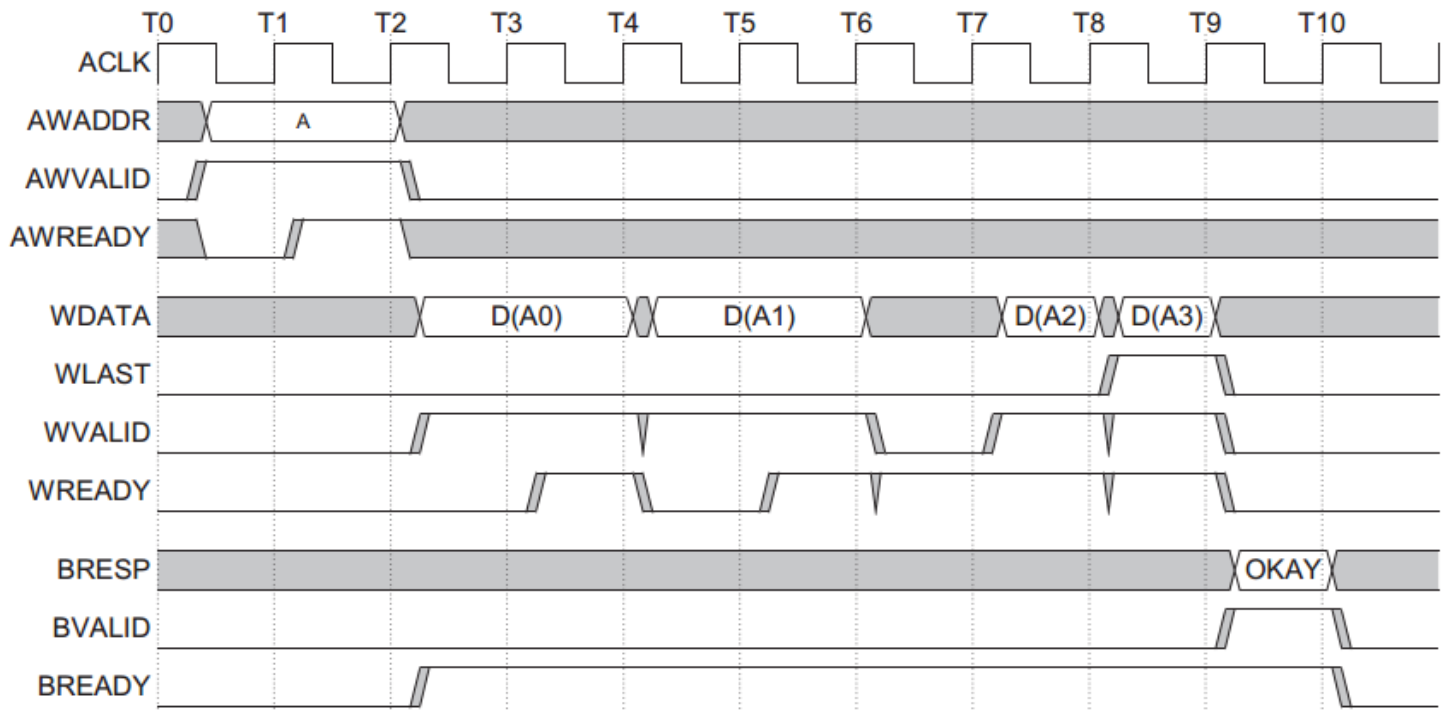 T0 T1 T2 T3 T4 T5 T6 T7 T8 T9 T10
ACLK
AWADDR A
AWVALID
AWREADY
WDATA D(A0) D(A1) D(A2) D(A3)
WLAST
WVALID
WREADY
BRESP OKAY
BVALID
BREADY